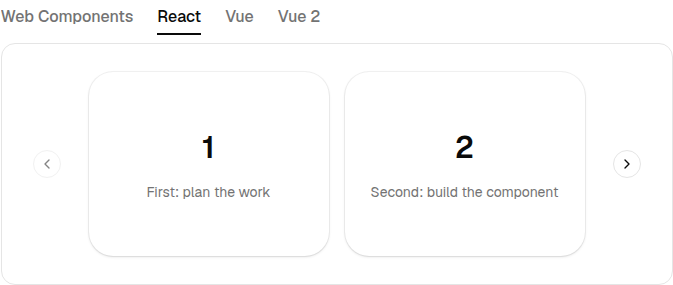 Web Components React Vue Vue 2
1
First: plan the work
2
Second: build the component